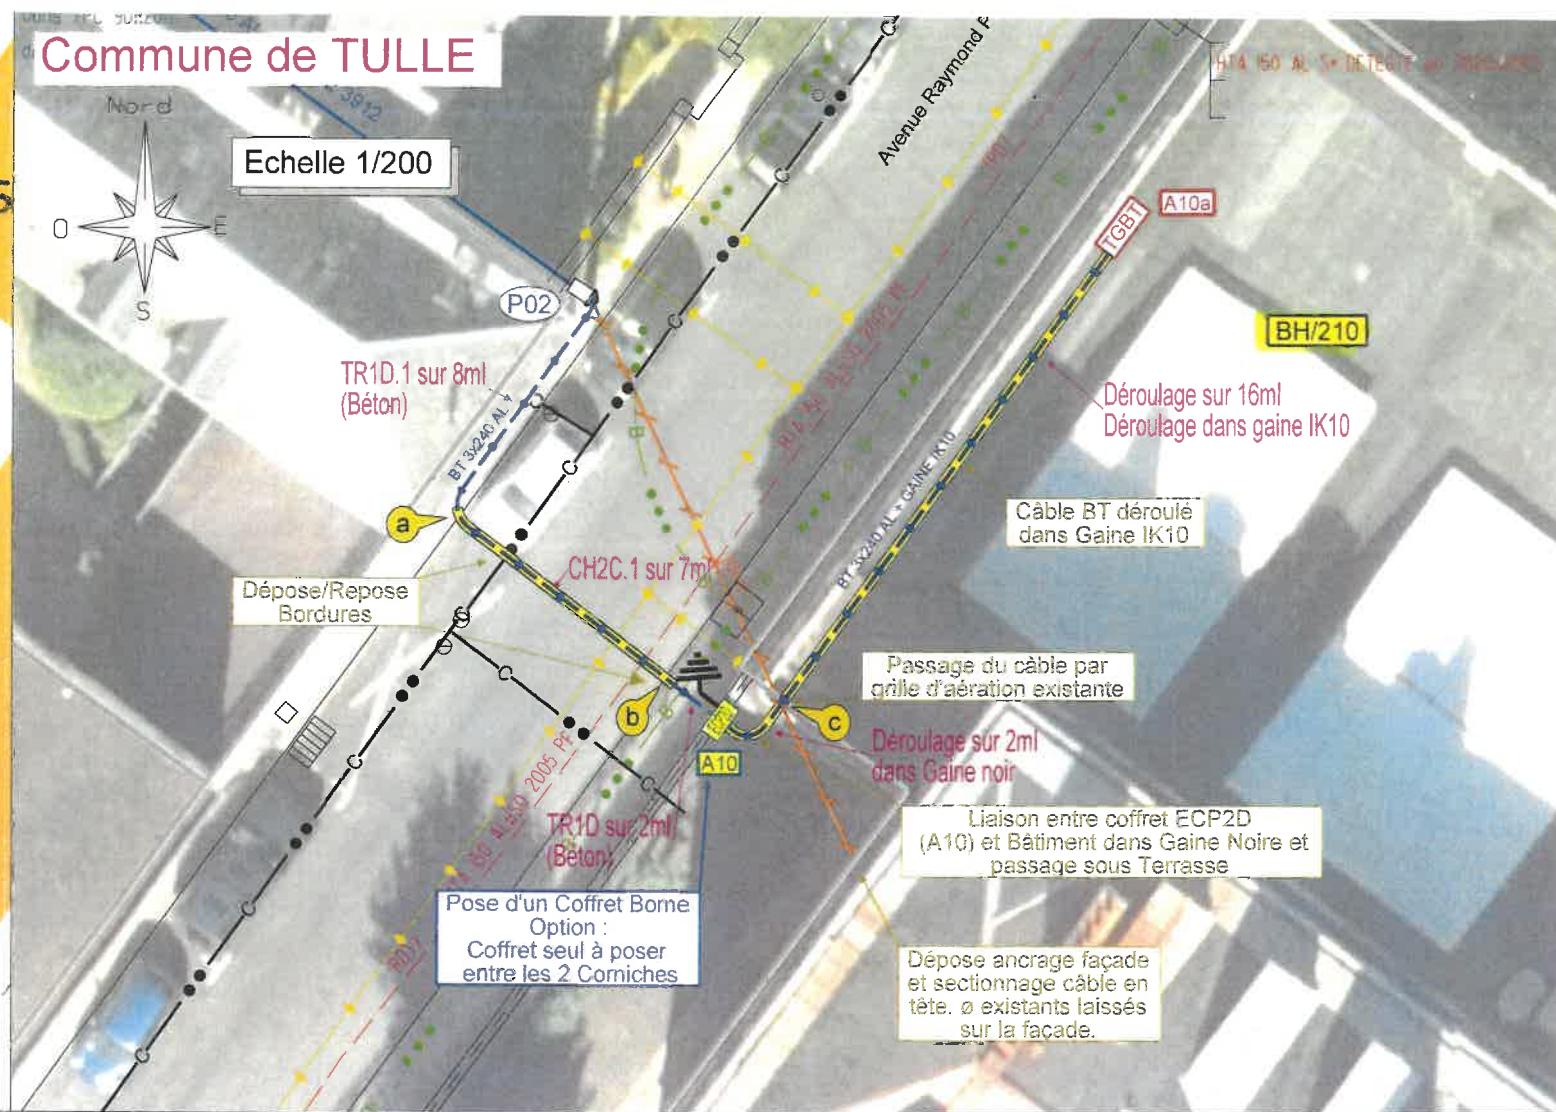 Commune de TULLE
Nord
Echelle 1/200
O
E
S
3912
Avenue Raymond P
HTA 150 AL S* DETECTE
A10a
TGBT
P02
BH/210
TR1D.1 sur 8ml
(Béton)
BT 3x240 AL
Déroulage sur 16ml
Déroulage dans gaine IK10
BT 3x240 AL + GAINE IK10
Câble BT déroulé
dans Gaine IK10
a
CH2C.1 sur 7ml
Dépose/Repose
Bordures
Passage du câble par
grille d'aération existante
b
c
A10
Déroulage sur 2ml
dans Gaine noir
TR1D sur 2ml
(Béton)
Liaison entre coffret ECP2D
(A10) et Bâtiment dans Gaine Noire et
passage sous Terrasse
Pose d'un Coffret Borne
Option :
Coffret seul à poser
entre les 2 Corniches
Dépose ancrage façade
et sectionnage câble en
tête. ø existants laissés
sur la façade.